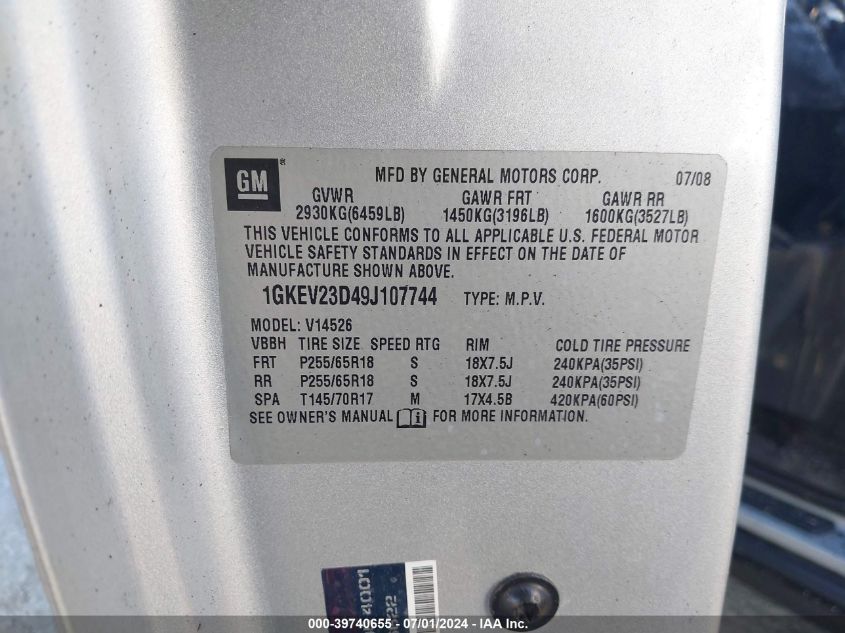 GM ® MFD BY GENERAL MOTORS CORP. 07/08
GVWR GAWR FRT GAWR RR
2930KG(6459LB) 1450KG(3196LB) 1600KG(3527LB)
THIS VEHICLE CONFORMS TO ALL APPLICABLE U.S. FEDERAL MOTOR
VEHICLE SAFETY STANDARDS IN EFFECT ON THE DATE OF
MANUFACTURE SHOWN ABOVE.
1GKEV23D49J107744 TYPE: M.P.V.
MODEL: V14526
VBBH TIRE SIZE SPEED RTG RIM COLD TIRE PRESSURE
FRT P255/65R18 S 18X7.5J 240KPA(35PSI)
RR P255/65R18 S 18X7.5J 240KPA(35PSI)
SPA T145/70R17 M 17X4.5B 420KPA(60PSI)
SEE OWNER'S MANUAL FOR MORE INFORMATION.
000-39740655 - 07/01/2024 - IAA Inc.